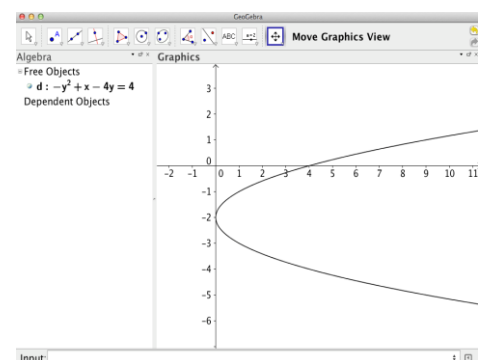 GeoGebra
ABC
a=2
Move Graphics View
Algebra
Graphics
Free Objects
d : −y² + x − 4y = 4
Dependent Objects
3
2
1
0
-2 -1 0 1 2 3 4 5 6 7 8 9 10 11
-1
-2
-3
-4
-5
-6
Input: